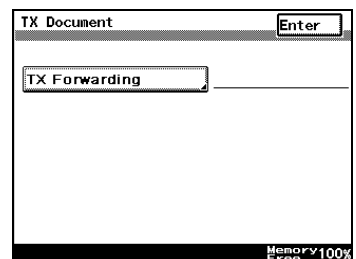 TX Document
Enter
TX Forwarding
Memory 100%
Free